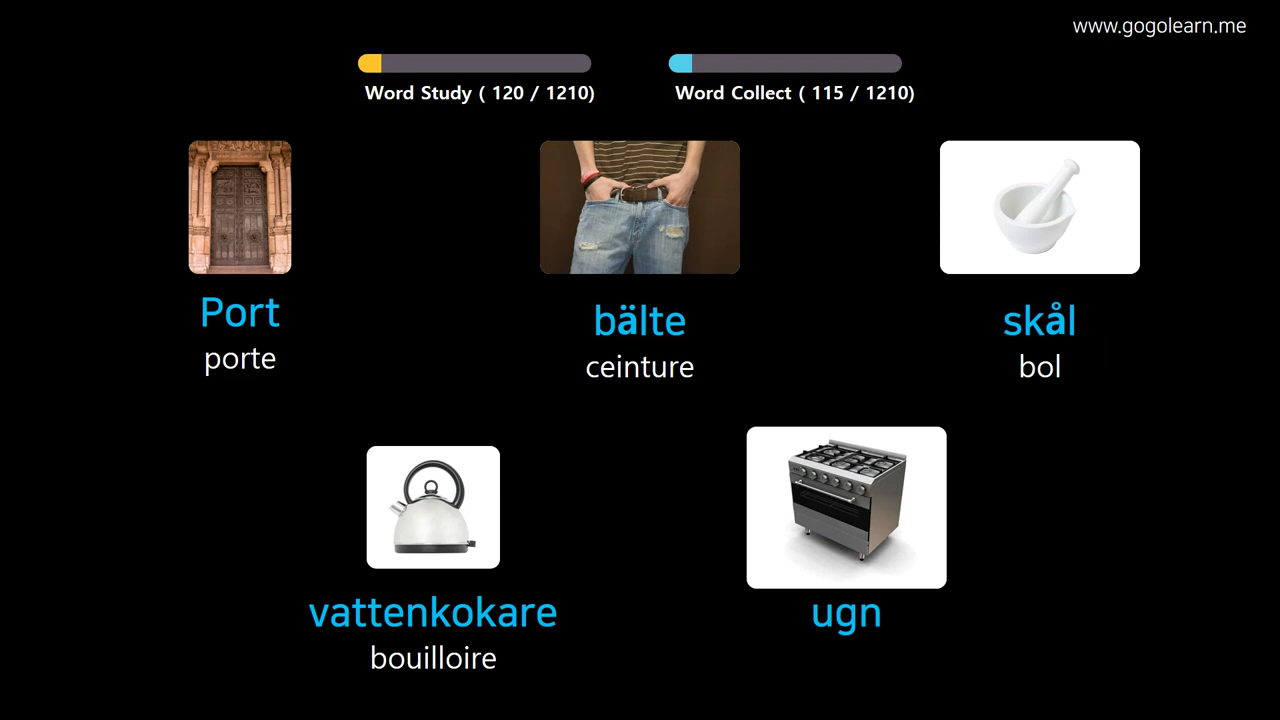 www.gogolearn.me
Word Study ( 120 / 1210)
Word Collect ( 115 / 1210)
Port
porte
bälte
ceinture
skål
bol
vattenkokare
bouilloire
ugn